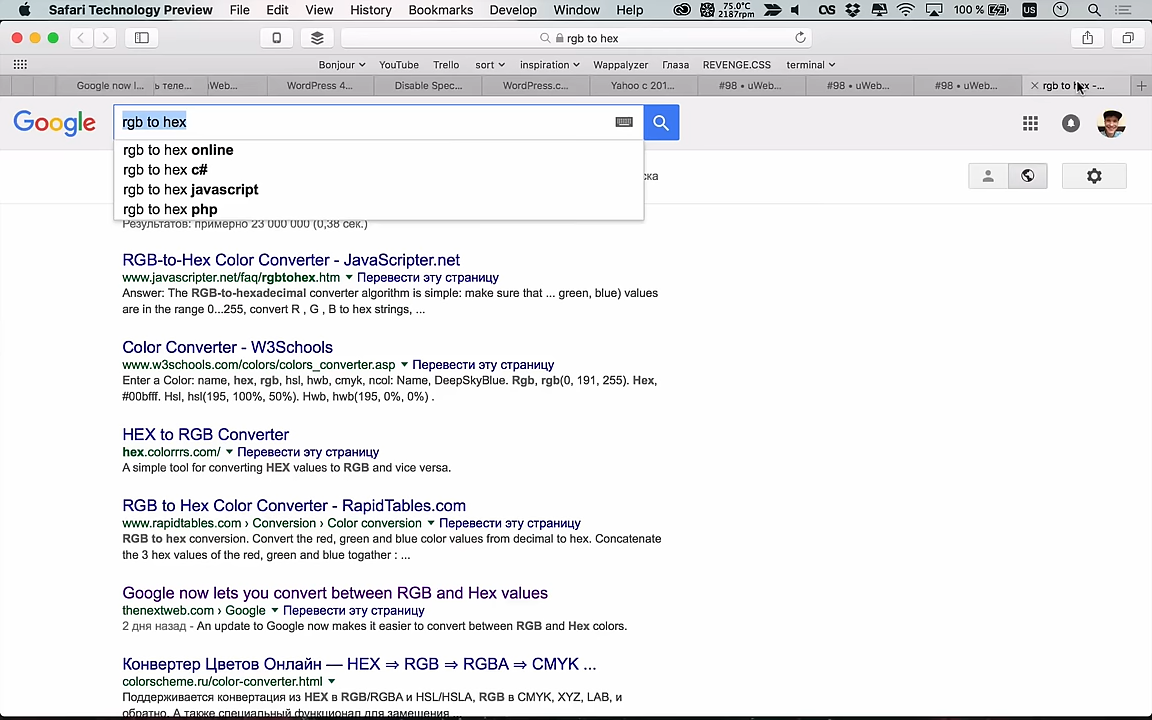 Safari Technology Preview File Edit View History Bookmarks Develop Window Help 75.0°C 2187rpm 100 % US
rgb to hex
Bonjour YouTube Trello sort inspiration Wappalyzer Глаза REVENGE.CSS terminal
Google now l... ь теле... Web... WordPress 4... Disable Spec... WordPress.c... Yahoo с 201... #98 • uWeb... #98 • uWeb... #98 • uWeb... rgb to hex -...
Google rgb to hex
rgb to hex online
rgb to hex c#
rgb to hex javascript
rgb to hex php
ска
Результатов: примерно 23 000 000 (0,38 сек.)
RGB-to-Hex Color Converter - JavaScripter.net
www.javascripter.net/faq/rgbtohex.htm Перевести эту страницу
Answer: The RGB-to-hexadecimal converter algorithm is simple: make sure that ... green, blue) values
are in the range 0...255, convert R , G , B to hex strings, ...
Color Converter - W3Schools
www.w3schools.com/colors/colors_converter.asp Перевести эту страницу
Enter a Color: name, hex, rgb, hsl, hwb, cmyk, ncol: Name, DeepSkyBlue. Rgb, rgb(0, 191, 255). Hex,
#00bfff. Hsl, hsl(195, 100%, 50%). Hwb, hwb(195, 0%, 0%) .
HEX to RGB Converter
hex.colorrrs.com/ Перевести эту страницу
A simple tool for converting HEX values to RGB and vice versa.
RGB to Hex Color Converter - RapidTables.com
www.rapidtables.com › Conversion › Color conversion Перевести эту страницу
RGB to hex conversion. Convert the red, green and blue color values from decimal to hex. Concatenate
the 3 hex values of the red, green and blue togather : ...
Google now lets you convert between RGB and Hex values
thenextweb.com › Google Перевести эту страницу
2 дня назад - An update to Google now makes it easier to convert between RGB and Hex colors.
Конвертер Цветов Онлайн — HEX ⇒ RGB ⇒ RGBA ⇒ CMYK ...
colorscheme.ru/color-converter.html
Поддерживается конвертация из HEX в RGB/RGBA и HSL/HSLA, RGB в CMYK, XYZ, LAB, и
обратно. А также специальный функционал для замещения